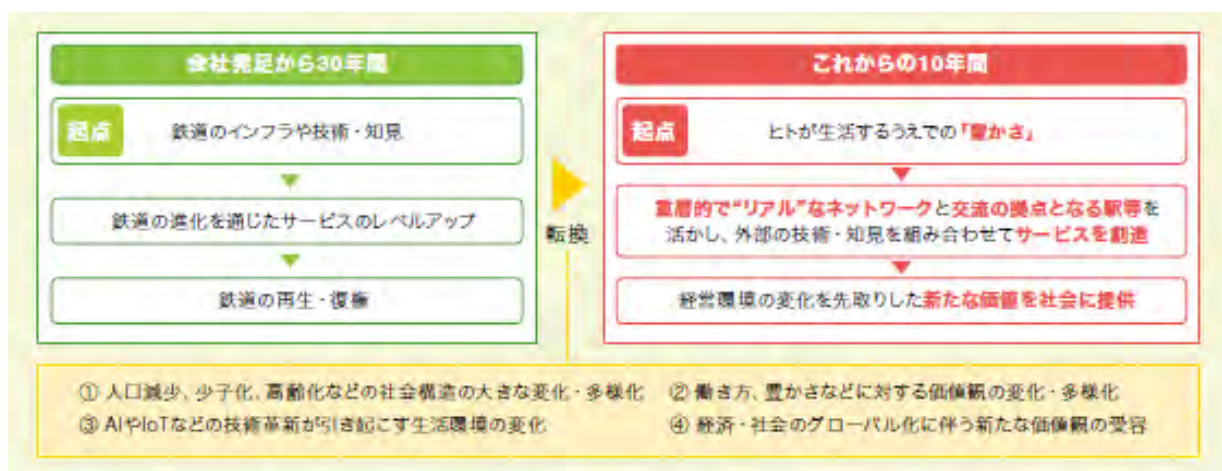 会社発足から30年間
起点
鉄道のインフラや技術・知見
鉄道の進化を通じたサービスのレベルアップ
鉄道の再生・復権
転換
これからの10年間
起点
ヒトが生活するうえでの「豊かさ」
重層的で“リアル”なネットワークと交流の拠点となる駅等を
活かし、外部の技術・知見を組み合わせてサービスを創造
経営環境の変化を先取りした新たな価値を社会に提供
① 人口減少、少子化、高齢化などの社会構造の大きな変化・多様化
② 働き方、豊かさなどに対する価値観の変化・多様化
③ AIやIoTなどの技術革新が引き起こす生活環境の変化
④ 経済・社会のグローバル化に伴う新たな価値観の受容